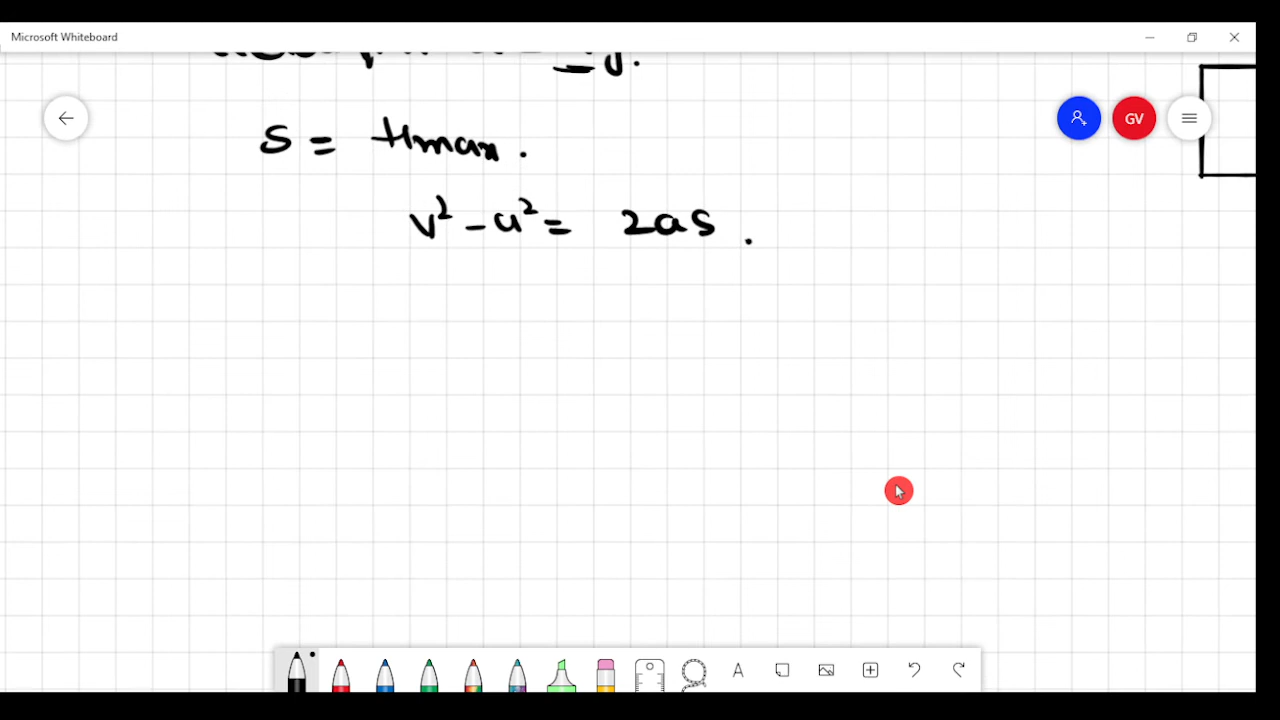 Microsoft Whiteboard
GV
S = Hmax.
v² - u² = 2as.
A